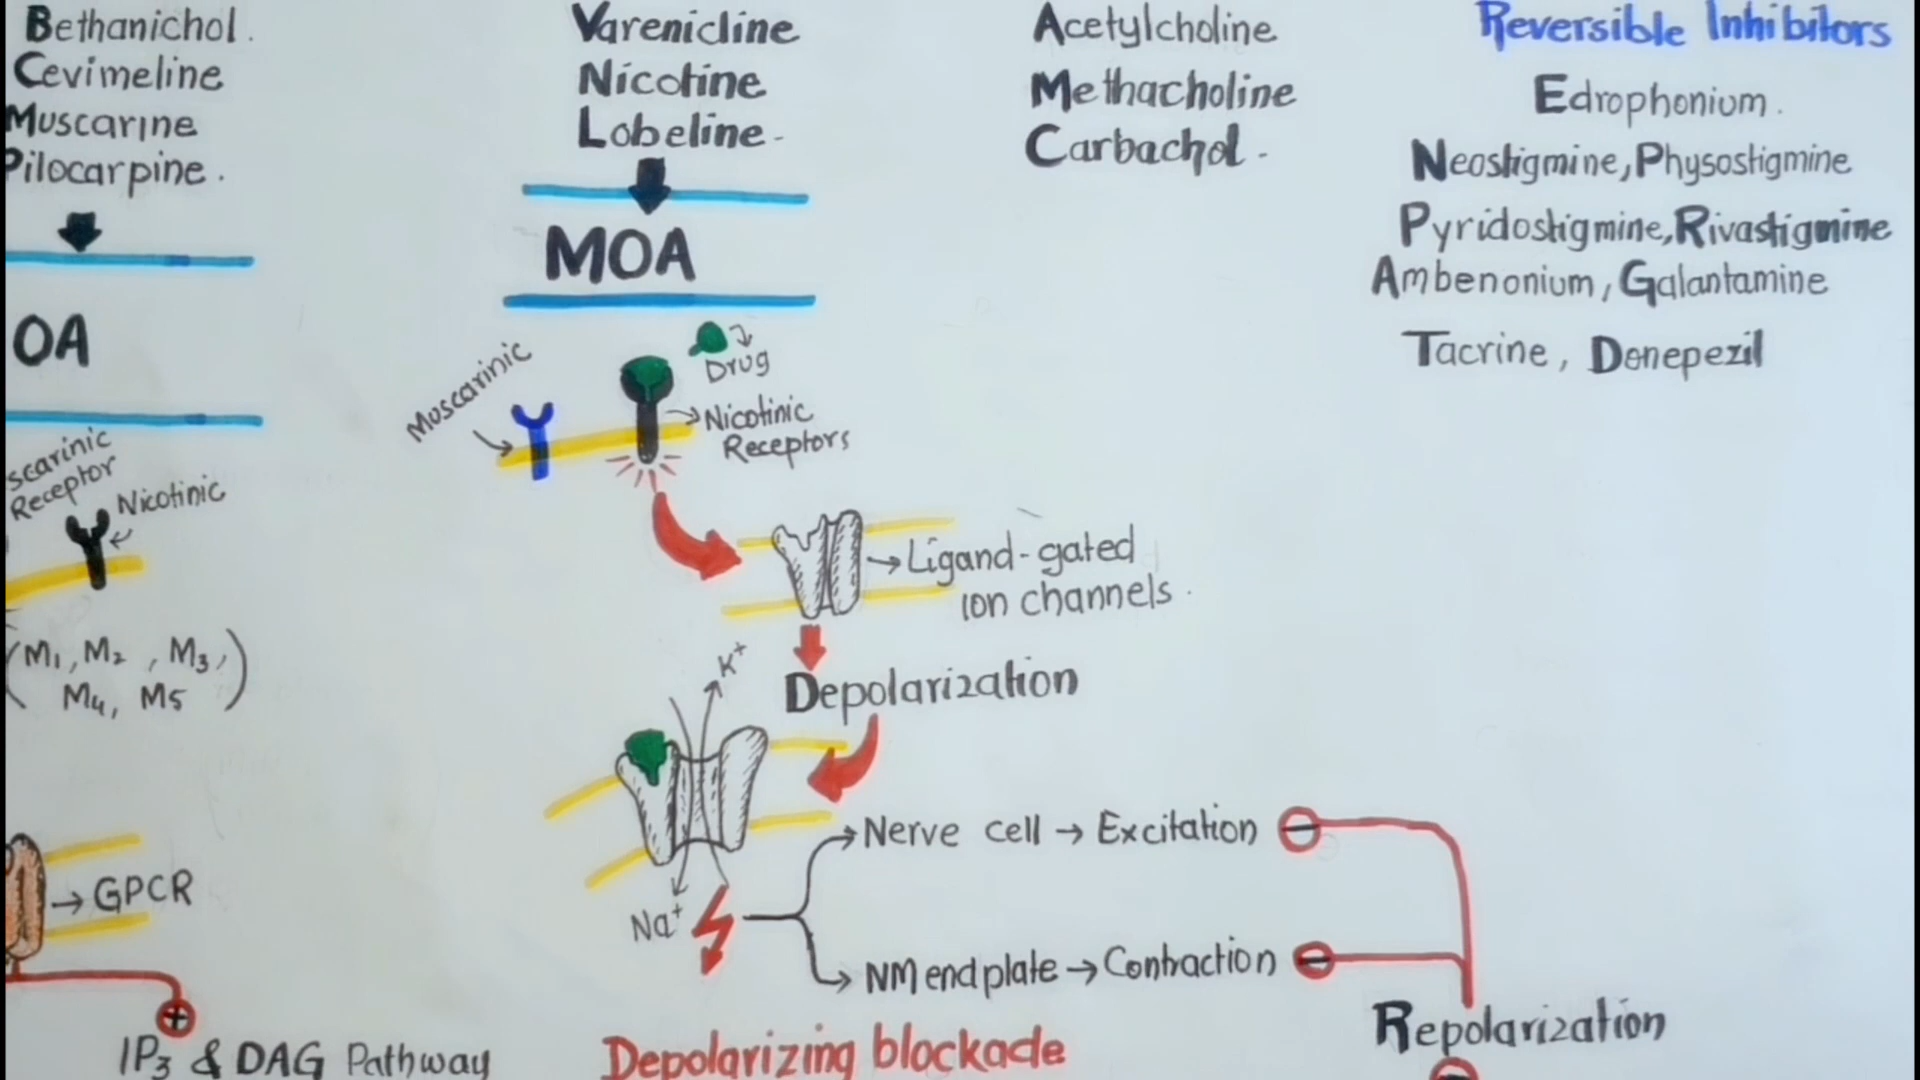 Bethanichol.
Cevimeline
Muscarine
Pilocarpine.
OA
scarinic
Receptor
Nicotinic
(M1, M2, M3,
M4, M5)
→ GPCR
IP3 & DAG Pathway
Varenicline
Nicotine
Lobeline-
MOA
Muscarinic
Drug
Nicotinic
Receptors
Ligand-gated
ion channels.
Depolarization
K+
Na+
Nerve cell → Excitation
NM endplate → Contraction
Depolarizing blockade
Repolarization
Acetylcholine
Methacholine
Carbachol-
Reversible Inhibitors
Edrophonium.
Neostigmine, Physostigmine
Pyridostigmine, Rivastigmine
Ambenonium, Galantamine
Tacrine, Donepezil